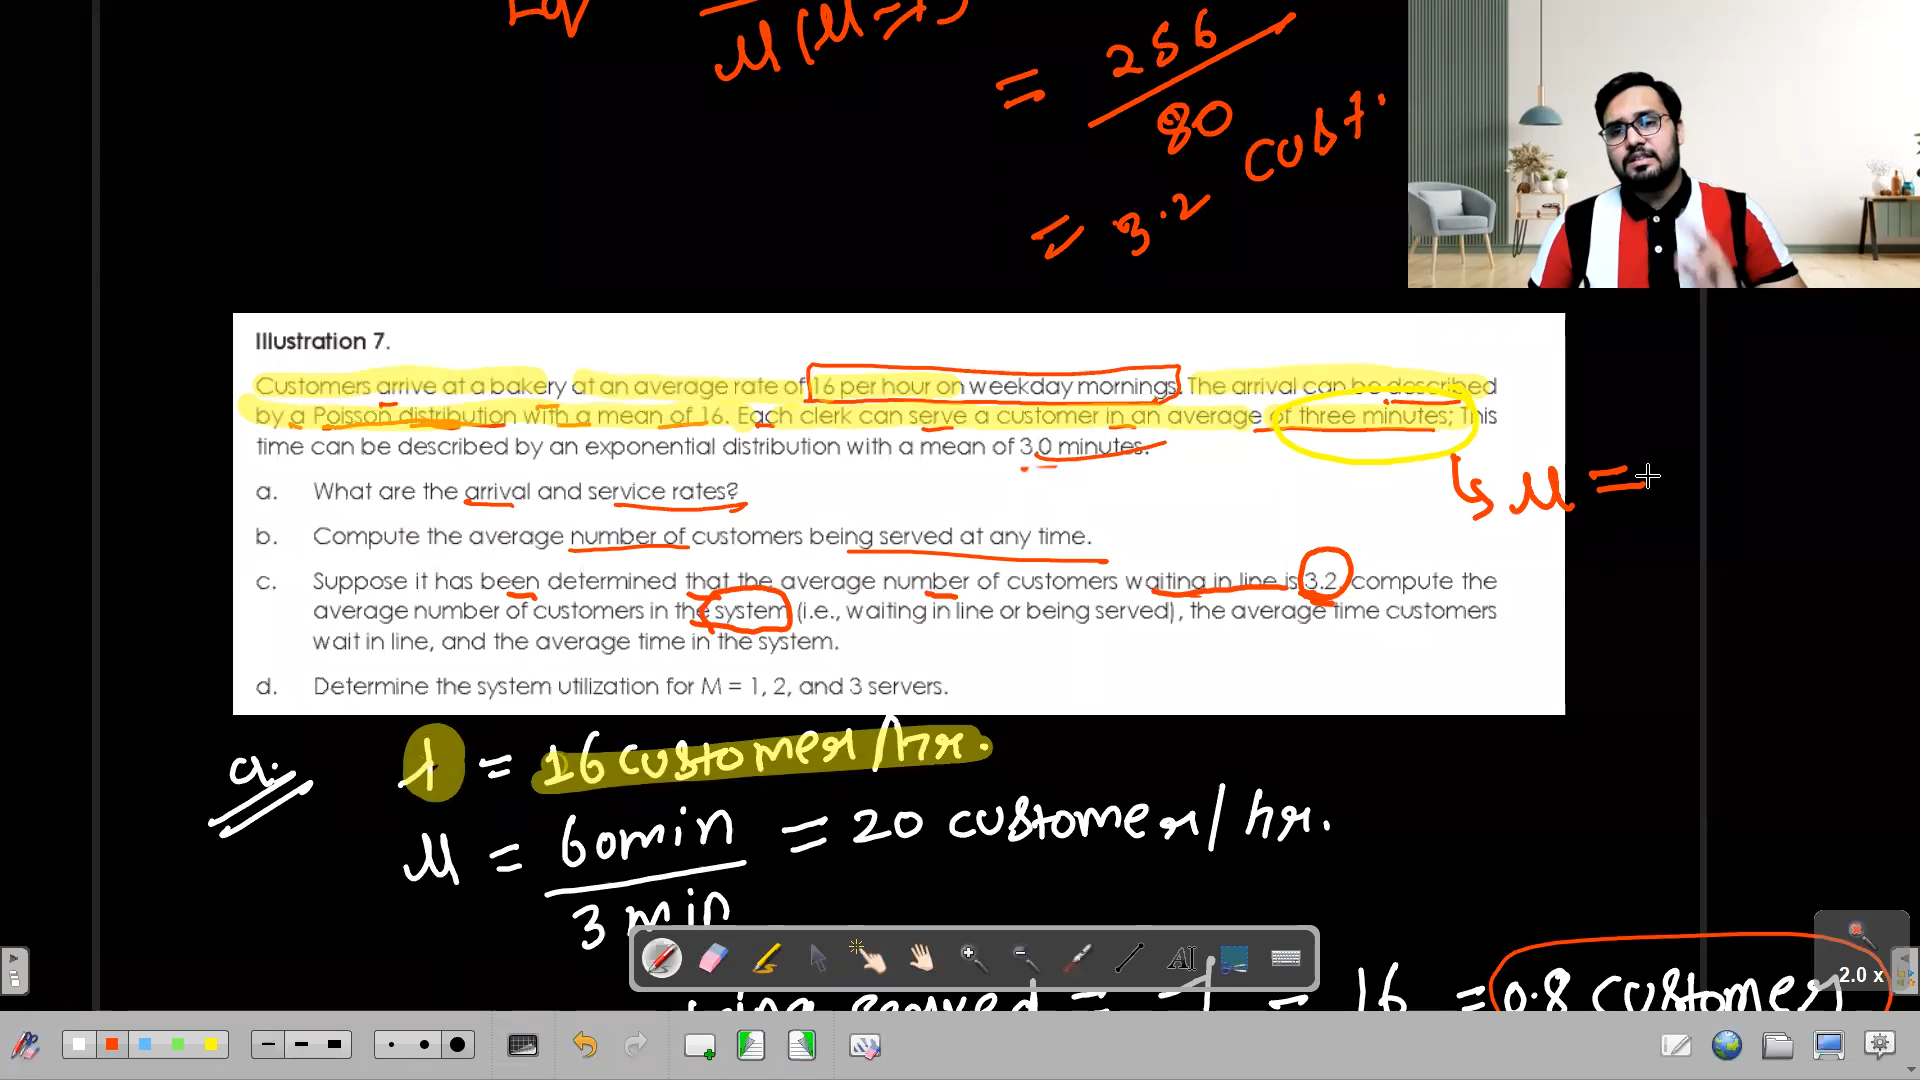 Lq
μ(μ-λ)
= 256
80
cust.
= 3.2
Illustration 7.
Customers arrive at a bakery at an average rate of 16 per hour on weekday mornings. The arrival can be described
by a Poisson distribution with a mean of 16. Each clerk can serve a customer in an average of three minutes; This
time can be described by an exponential distribution with a mean of 3.0 minutes.
μ =
a. What are the arrival and service rates?
b. Compute the average number of customers being served at any time.
c. Suppose it has been determined that the average number of customers waiting in line is 3.2, compute the
average number of customers in the system (i.e., waiting in line or being served), the average time customers
wait in line, and the average time in the system.
d. Determine the system utilization for M = 1, 2, and 3 servers.
a. λ = 16 customer/hr.
μ = 60min = 20 customer/hr.
3 min
being served = λ = 16 = 0.8 customer
AI
2.0 x